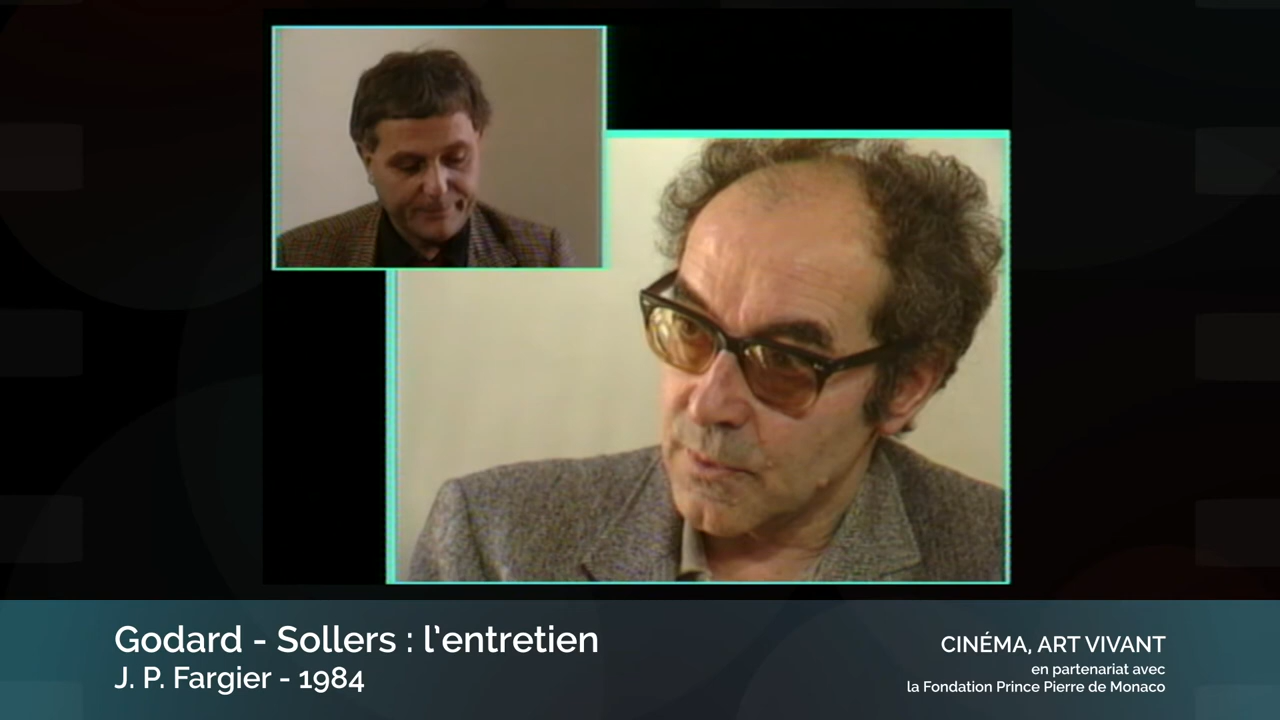 Godard - Sollers : l’entretien
J. P. Fargier - 1984
CINÉMA, ART VIVANT
en partenariat avec
la Fondation Prince Pierre de Monaco